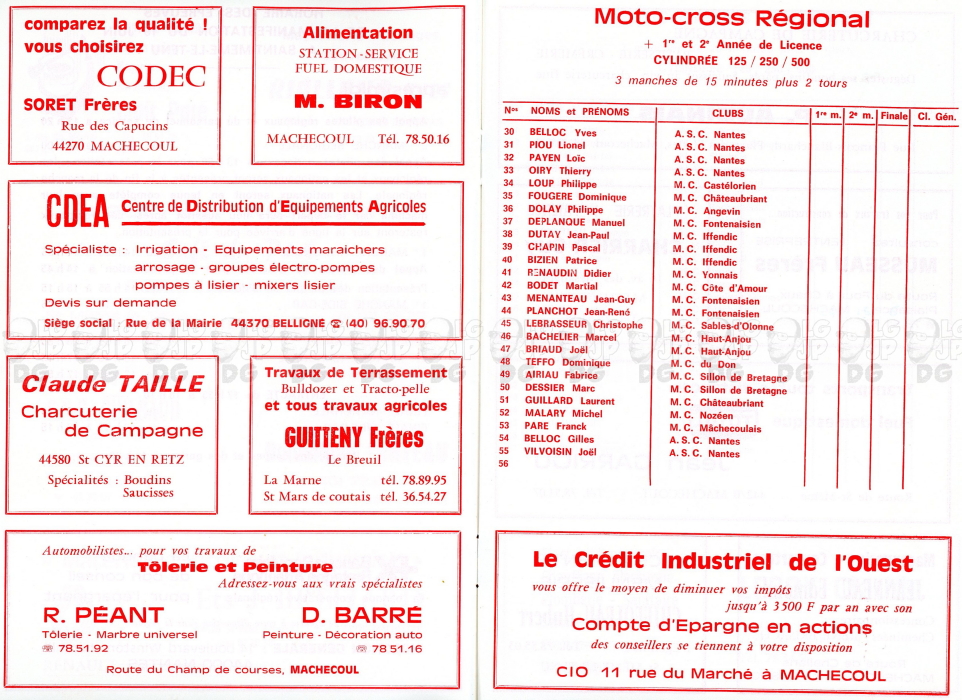 comparez la qualité !
vous choisirez
CODEC
SORET Frères
Rue des Capucins
44270 MACHECOUL
Alimentation
STATION-SERVICE
FUEL DOMESTIQUE
M. BIRON
MACHECOUL Tél. 78.50.16
CDEA Centre de Distribution d'Equipements Agricoles
Spécialiste : Irrigation - Equipements maraichers
arrosage - groupes électro-pompes
pompes à lisier - mixers lisier
Devis sur demande
Siège social : Rue de la Mairie 44370 BELLIGNE ☎ (40) 96.90.70
Claude TAILLE
Charcuterie
de Campagne
44580 St CYR EN RETZ
Spécialités : Boudins
Saucisses
Travaux de Terrassement
Bulldozer et Tracto-pelle
et tous travaux agricoles
GUITTENY Frères
Le Breuil
La Marne tél. 78.89.95
St Mars de coutais tél. 36.54.27
Automobilistes... pour vos travaux de
Tôlerie et Peinture
Adressez-vous aux vrais spécialistes
R. PÉANT D. BARRÉ
Tôlerie - Marbre universel Peinture - Décoration auto
☎ 78.51.92 ☎ 78 51.16
Route du Champ de courses, MACHECOUL
Moto-cross Régional
+ 1re et 2e Année de Licence
CYLINDRÉE 125 / 250 / 500
3 manches de 15 minutes plus 2 tours
Nos NOMS et PRÉNOMS CLUBS 1re m. 2e m. Finale Cl. Gén.
30 BELLOC Yves A. S. C. Nantes
31 PIOU Lionel A. S. C. Nantes
32 PAYEN Loïc A. S. C. Nantes
33 OIRY Thierry A. S. C. Nantes
34 LOUP Philippe M. C. Castélorien
35 FOUGERE Dominique M. C. Châteaubriant
36 DOLAY Philippe M. C. Angevin
37 DEPLANQUE Manuel M. C. Fontenaisien
38 DUTAY Jean-Paul M. C. Iffendic
39 CHAPIN Pascal M. C. Iffendic
40 BIZIEN Patrice M. C. Iffendic
41 RENAUDIN Didier M. C. Yonnais
42 BODET Martial M. C. Côte d'Amour
43 MENANTEAU Jean-Guy M. C. Fontenaisien
44 PLANCHOT Jean-René M. C. Fontenaisien
45 LEBRASSEUR Christophe M. C. Sables-d'Olonne
46 BACHELIER Marcel M. C. Haut-Anjou
47 BRIAUD Joël M. C. Haut-Anjou
48 TEFFO Dominique M. C. du Don
49 AIRIAU Fabrice M. C. Sillon de Bretagne
50 DESSIER Marc M. C. Sillon de Bretagne
51 GUILLARD Laurent M. C. Châteaubriant
52 MALARY Michel M. C. Nozéen
53 PARE Franck M. C. Mâchecoulais
54 BELLOC Gilles A. S. C. Nantes
55 VILVOISIN Joël A. S. C. Nantes
56
Le Crédit Industriel de l'Ouest
vous offre le moyen de diminuer vos impôts
jusqu'à 3 500 F par an avec son
Compte d'Epargne en actions
des conseillers se tiennent à votre disposition
CIO 11 rue du Marché à MACHECOUL